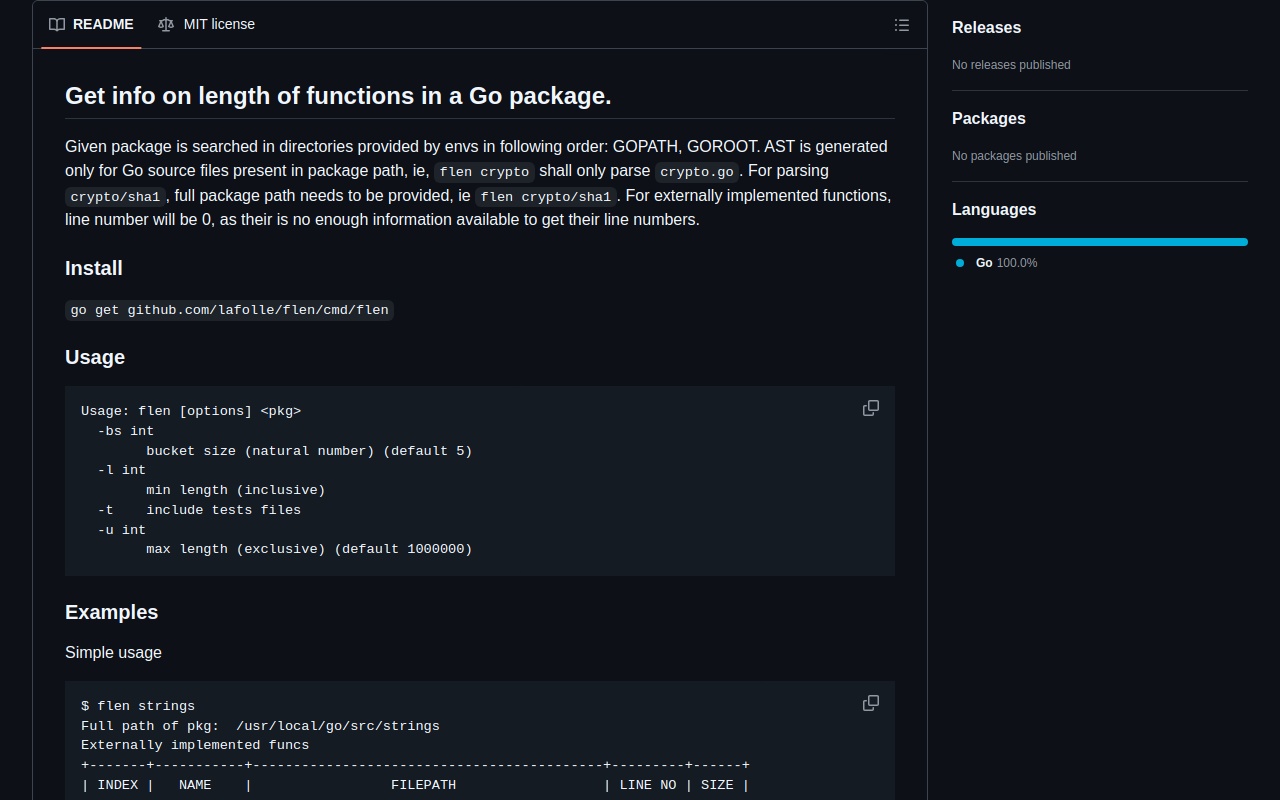 README
MIT license
Get info on length of functions in a Go package.
Given package is searched in directories provided by envs in following order: GOPATH, GOROOT. AST is generated
only for Go source files present in package path, ie, flen crypto shall only parse crypto.go. For parsing
crypto/sha1, full package path needs to be provided, ie flen crypto/sha1. For externally implemented functions,
line number will be 0, as their is no enough information available to get their line numbers.
Install
go get github.com/lafolle/flen/cmd/flen
Usage
Usage: flen [options] <pkg>
  -bs int
        bucket size (natural number) (default 5)
  -l int
        min length (inclusive)
  -t    include tests files
  -u int
        max length (exclusive) (default 1000000)
Examples
Simple usage
$ flen strings
Full path of pkg:  /usr/local/go/src/strings
Externally implemented funcs
+-------+-----------+-------------------------------------------+---------+------+
| INDEX |   NAME    |                 FILEPATH                  | LINE NO | SIZE |
Releases
No releases published
Packages
No packages published
Languages
Go 100.0%